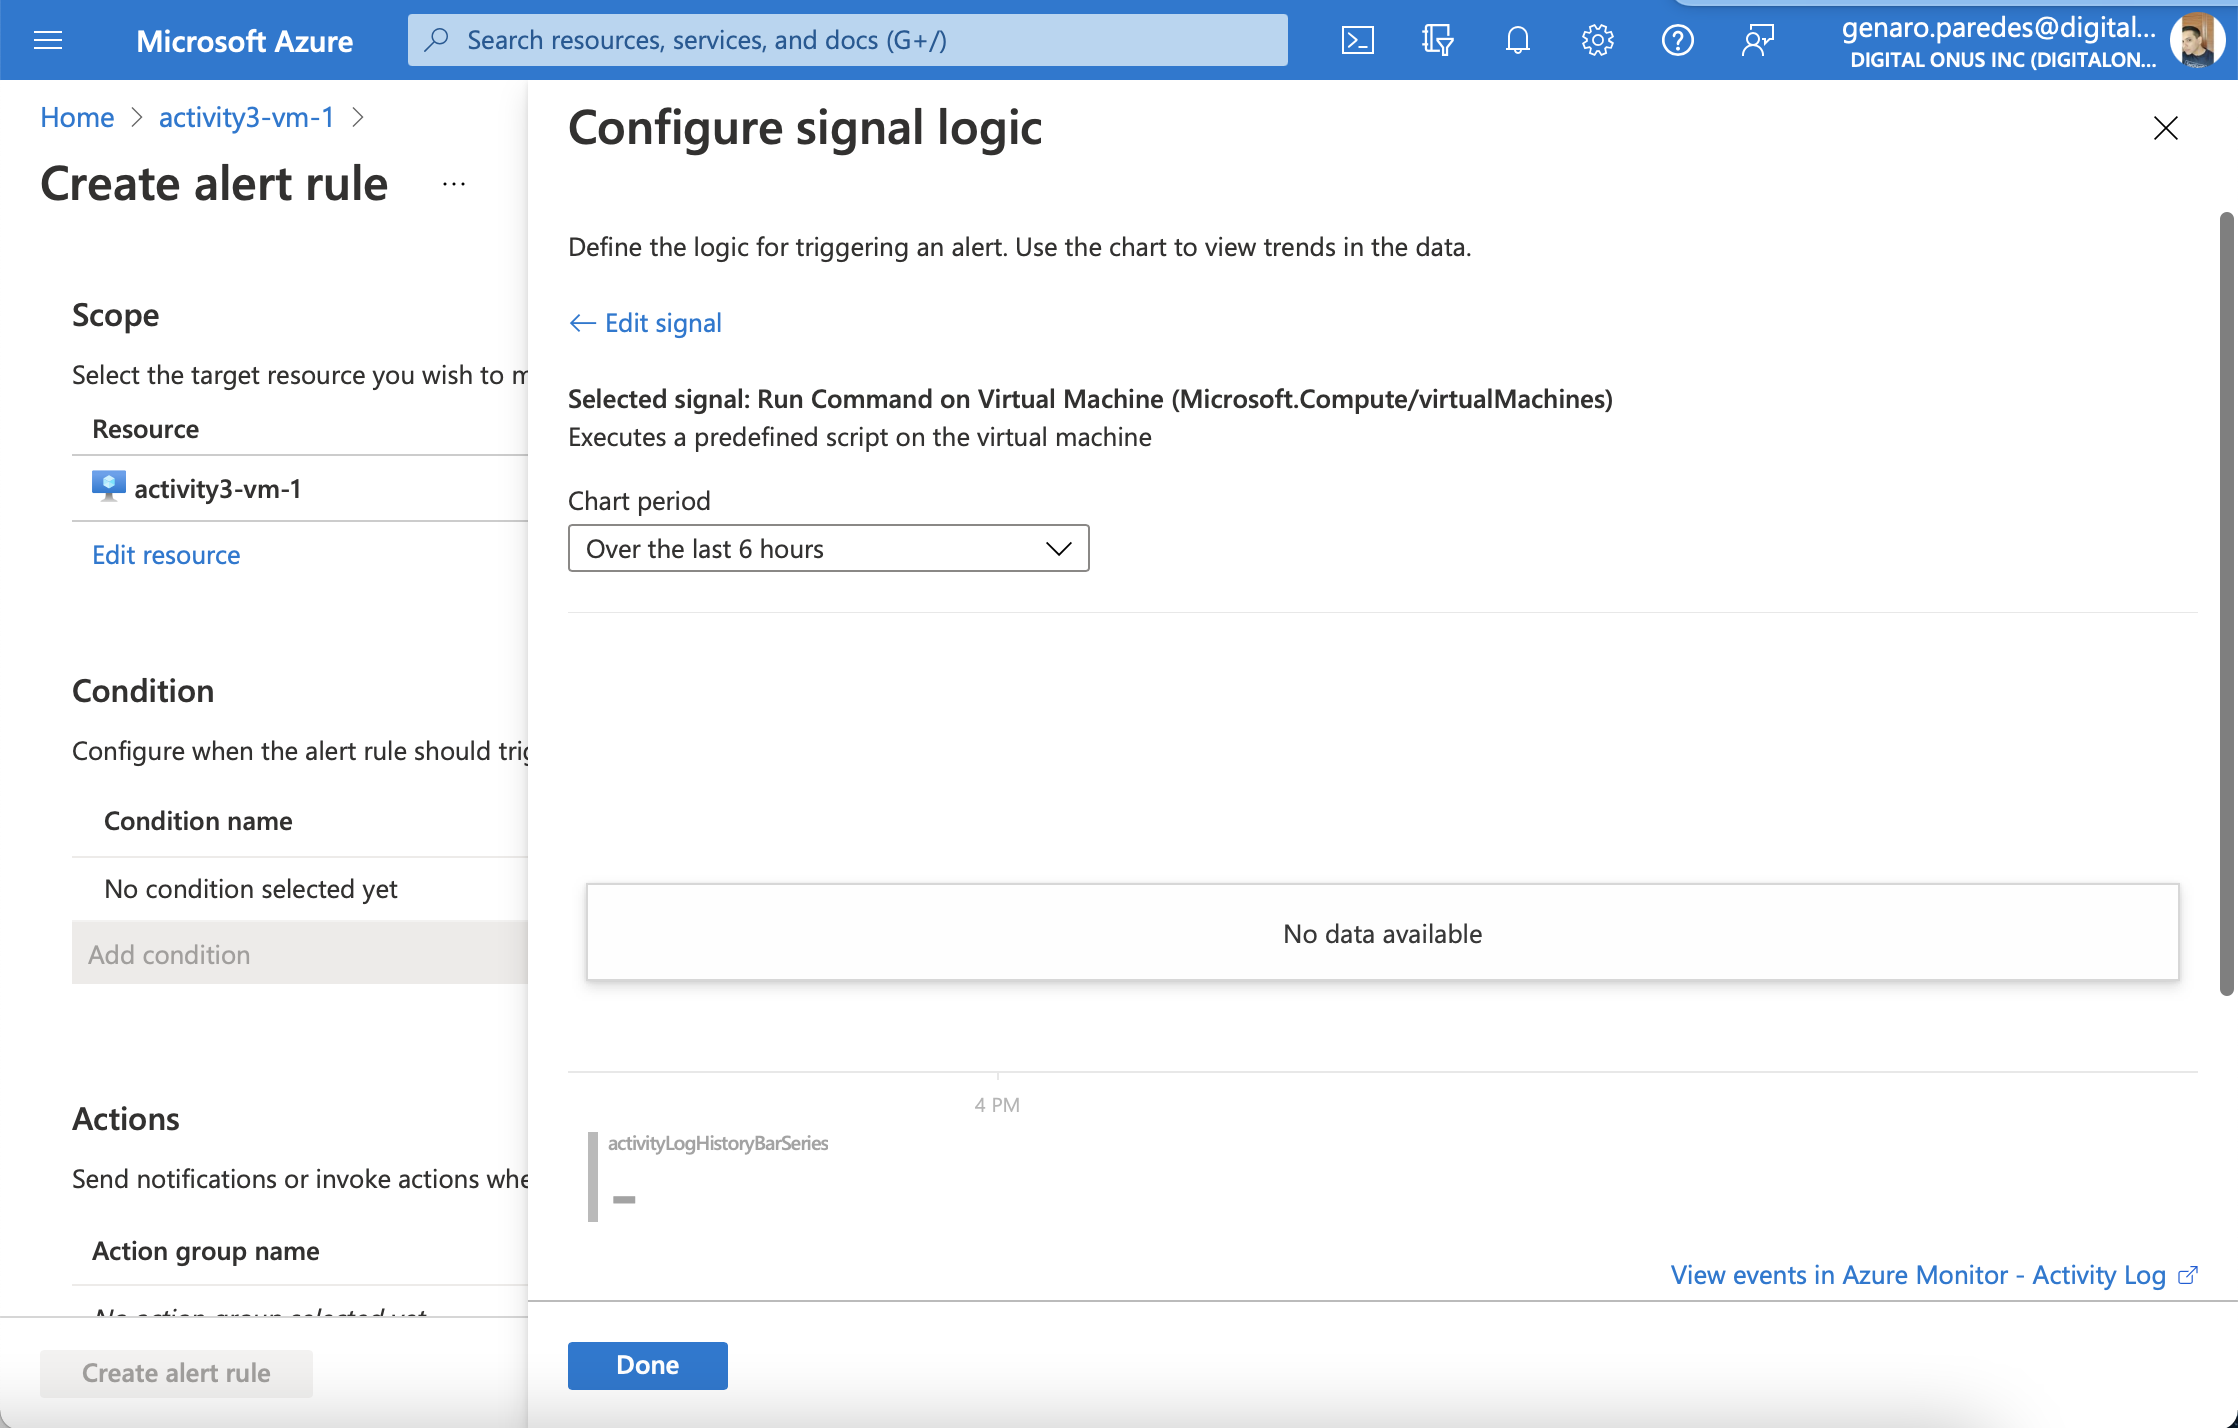 Microsoft Azure
Search resources, services, and docs (G+/)
genaro.paredes@digital...
DIGITAL ONUS INC (DIGITALON...
Home > activity3-vm-1 >
Create alert rule ...
Scope
Select the target resource you wish to m
Resource
activity3-vm-1
Edit resource
Condition
Configure when the alert rule should trig
Condition name
No condition selected yet
Add condition
Actions
Send notifications or invoke actions whe
Action group name
No action group selected yet
Create alert rule
Configure signal logic
Define the logic for triggering an alert. Use the chart to view trends in the data.
← Edit signal
Selected signal: Run Command on Virtual Machine (Microsoft.Compute/virtualMachines)
Executes a predefined script on the virtual machine
Chart period
Over the last 6 hours
No data available
4 PM
activityLogHistoryBarSeries
--
View events in Azure Monitor - Activity Log
Done